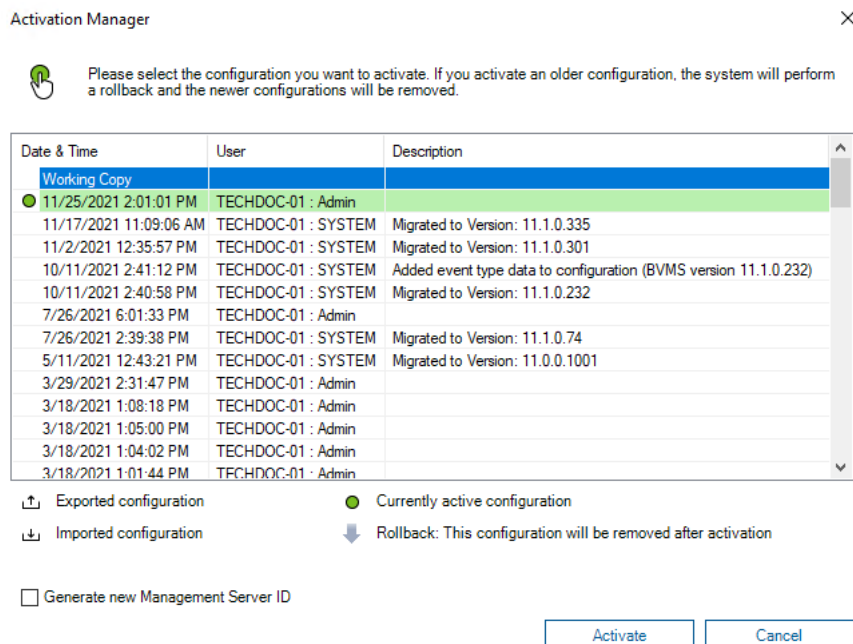 Activation Manager
Please select the configuration you want to activate. If you activate an older configuration, the system will perform
a rollback and the newer configurations will be removed.
Date & Time User Description
Working Copy
11/25/2021 2:01:01 PM TECHDOC-01 : Admin
11/17/2021 11:09:06 AM TECHDOC-01 : SYSTEM Migrated to Version: 11.1.0.335
11/2/2021 12:35:57 PM TECHDOC-01 : SYSTEM Migrated to Version: 11.1.0.301
10/11/2021 2:41:12 PM TECHDOC-01 : SYSTEM Added event type data to configuration (BVMS version 11.1.0.232)
10/11/2021 2:40:58 PM TECHDOC-01 : SYSTEM Migrated to Version: 11.1.0.232
7/26/2021 6:01:33 PM TECHDOC-01 : Admin
7/26/2021 2:39:38 PM TECHDOC-01 : SYSTEM Migrated to Version: 11.1.0.74
5/11/2021 12:43:21 PM TECHDOC-01 : SYSTEM Migrated to Version: 11.0.0.1001
3/29/2021 2:31:47 PM TECHDOC-01 : Admin
3/18/2021 1:08:18 PM TECHDOC-01 : Admin
3/18/2021 1:05:00 PM TECHDOC-01 : Admin
3/18/2021 1:04:02 PM TECHDOC-01 : Admin
3/18/2021 1:01:44 PM TECHDOC-01 : Admin
Exported configuration Currently active configuration
Imported configuration Rollback: This configuration will be removed after activation
Generate new Management Server ID
Activate Cancel